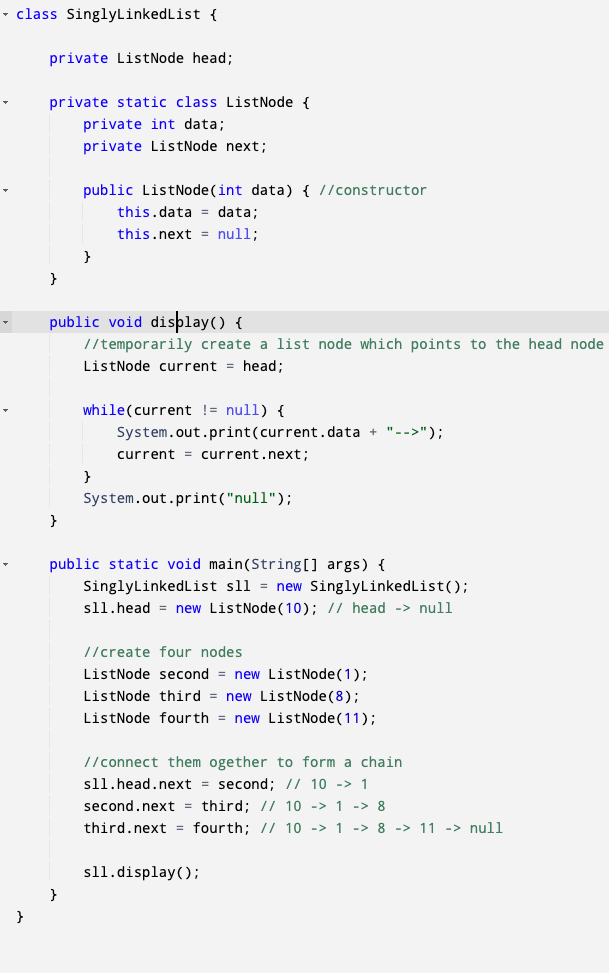 class SinglyLinkedList {
private ListNode head;
private static class ListNode {
private int data;
private ListNode next;
public ListNode(int data) { //constructor
this.data = data;
this.next = null;
}
}
public void display() {
//temporarily create a list node which points to the head node
ListNode current = head;
while(current != null) {
System.out.print(current.data + "-->");
current = current.next;
}
System.out.print("null");
}
public static void main(String[] args) {
SinglyLinkedList sll = new SinglyLinkedList();
sll.head = new ListNode(10); // head -> null
//create four nodes
ListNode second = new ListNode(1);
ListNode third = new ListNode(8);
ListNode fourth = new ListNode(11);
//connect them ogether to form a chain
sll.head.next = second; // 10 -> 1
second.next = third; // 10 -> 1 -> 8
third.next = fourth; // 10 -> 1 -> 8 -> 11 -> null
sll.display();
}
}